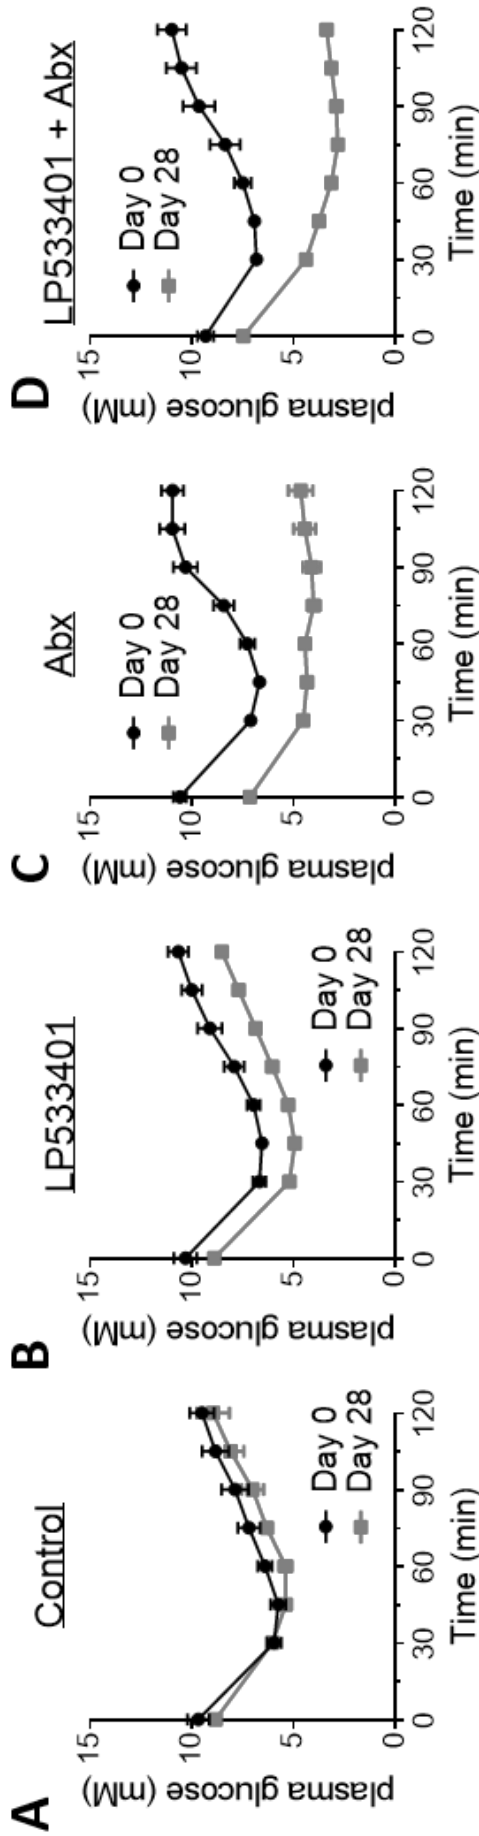 A
Control
15
10
5
0
plasma glucose (mM)
0 30 60 90 120
Time (min)
Day 0
Day 28
B
LP533401
15
10
5
0
plasma glucose (mM)
0 30 60 90 120
Time (min)
Day 0
Day 28
C
Abx
15
10
5
0
plasma glucose (mM)
0 30 60 90 120
Time (min)
Day 0
Day 28
D
LP533401 + Abx
15
10
5
0
plasma glucose (mM)
0 30 60 90 120
Time (min)
Day 0
Day 28